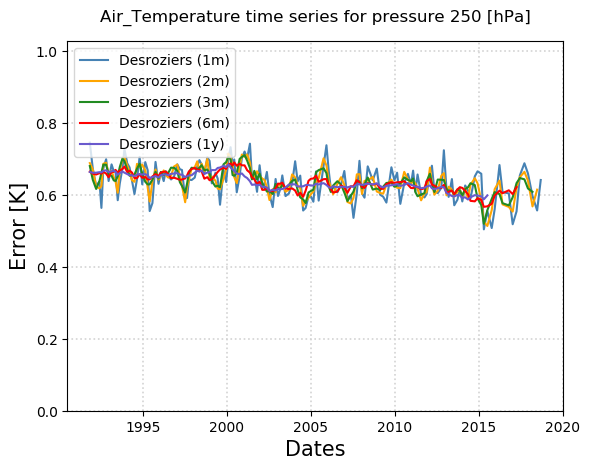 Air_Temperature time series for pressure 250 [hPa]
1.0
0.8
0.6
0.4
0.2
0.0
Error [K]
Desroziers (1m)
Desroziers (2m)
Desroziers (3m)
Desroziers (6m)
Desroziers (1y)
1995 2000 2005 2010 2015 2020
Dates